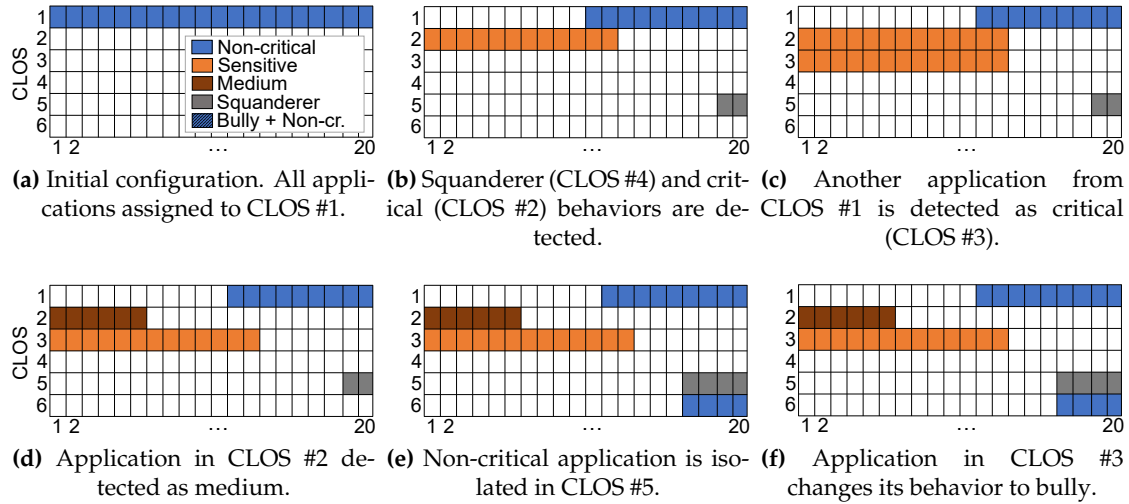 CLOS
1
2
3
4
5
6
Non-critical
Sensitive
Medium
Squanderer
Bully + Non-cr.
1 2 ... 20
(a) Initial configuration. All appli-
cations assigned to CLOS #1.
1
2
3
4
5
6
1 2 ... 20
(b) Squanderer (CLOS #4) and crit-
ical (CLOS #2) behaviors are de-
tected.
1
2
3
4
5
6
1 2 ... 20
(c) Another application from
CLOS #1 is detected as critical
(CLOS #3).
CLOS
1
2
3
4
5
6
1 2 ... 20
(d) Application in CLOS #2 de-
tected as medium.
1
2
3
4
5
6
1 2 ... 20
(e) Non-critical application is iso-
lated in CLOS #5.
1
2
3
4
5
6
1 2 ... 20
(f) Application in CLOS #3
changes its behavior to bully.